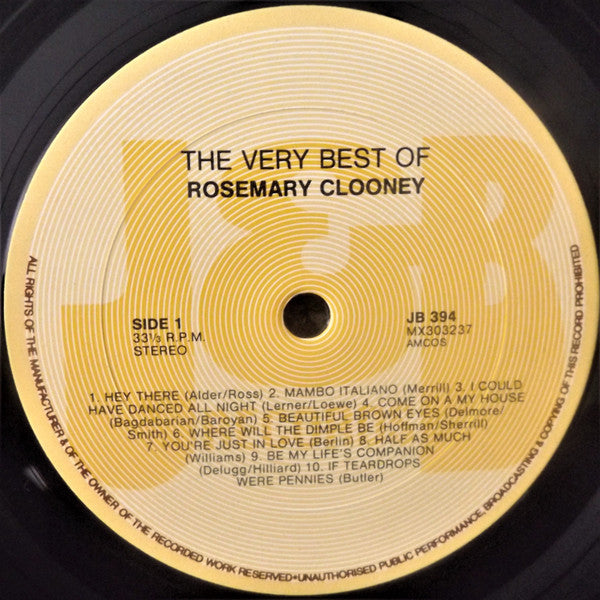 J&B
THE VERY BEST OF
ROSEMARY CLOONEY
SIDE 1
33⅓ R.P.M.
STEREO
JB 394
MX303237
AMCOS
1. HEY THERE (Alder/Ross) 2. MAMBO ITALIANO (Merrill) 3. I COULD
HAVE DANCED ALL NIGHT (Lerner/Loewe) 4. COME ON A MY HOUSE
(Bagdabarian/Baroyan) 5. BEAUTIFUL BROWN EYES (Delmore/
Smith) 6. WHERE WILL THE DIMPLE BE (Hoffman/Sherrill)
7. YOU'RE JUST IN LOVE (Berlin) 8. HALF AS MUCH
(Williams) 9. BE MY LIFE'S COMPANION
(Delugg/Hilliard) 10. IF TEARDROPS
WERE PENNIES (Butler)
ALL RIGHTS OF THE MANUFACTURER & OF THE OWNER OF THE RECORDED WORK RESERVED•UNAUTHORISED PUBLIC PERFORMANCE, BROADCASTING & COPYING OF THIS RECORD PROHIBITED